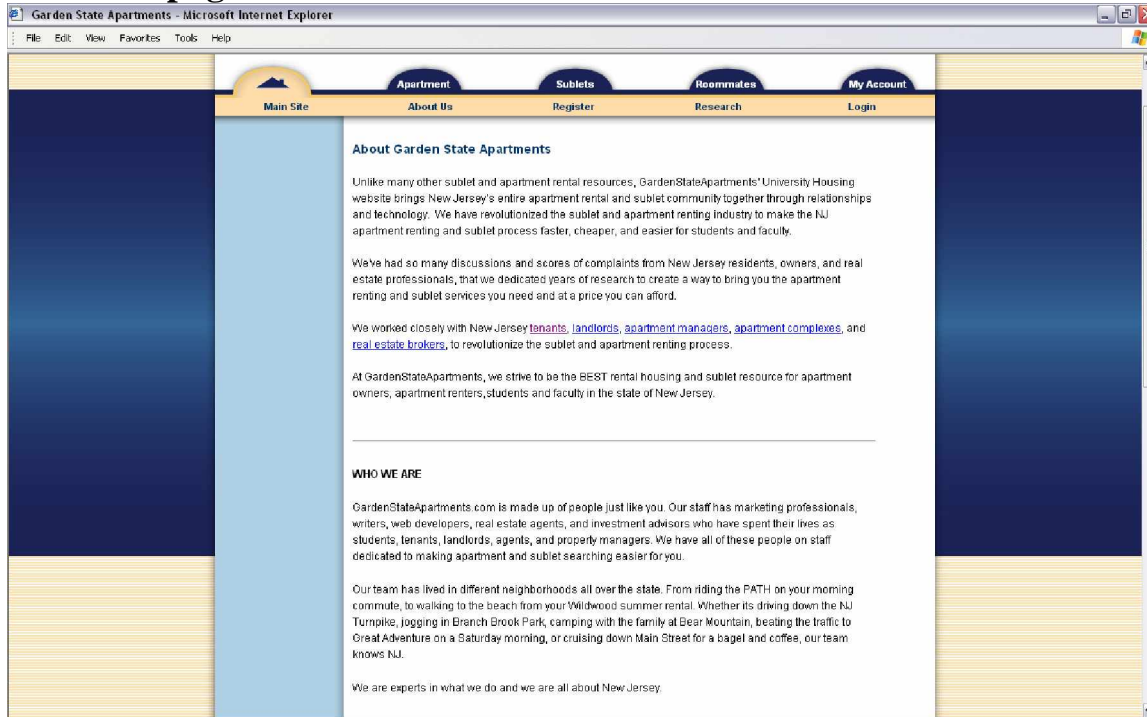 Garden State Apartments - Microsoft Internet Explorer
File Edit View Favorites Tools Help
Apartment Sublets Roommates My Account
Main Site About Us Register Research Login
About Garden State Apartments
Unlike many other sublet and apartment rental resources, GardenStateApartments' University Housing
website brings New Jersey's entire apartment rental and sublet community together through relationships
and technology. We have revolutionized the sublet and apartment renting industry to make the NJ
apartment renting and sublet process faster, cheaper, and easier for students and faculty.
We've had so many discussions and scores of complaints from New Jersey residents, owners, and real
estate professionals, that we dedicated years of research to create a way to bring you the apartment
renting and sublet services you need and at a price you can afford.
We worked closely with New Jersey tenants, landlords, apartment managers, apartment complexes, and
real estate brokers, to revolutionize the sublet and apartment renting process.
At GardenStateApartments, we strive to be the BEST rental housing and sublet resource for apartment
owners, apartment renters,students and faculty in the state of New Jersey.
WHO WE ARE
GardenStateApartments.com is made up of people just like you. Our staff has marketing professionals,
writers, web developers, real estate agents, and investment advisors who have spent their lives as
students, tenants, landlords, agents, and property managers. We have all of these people on staff
dedicated to making apartment and sublet searching easier for you.
Our team has lived in different neighborhoods all over the state. From riding the PATH on your morning
commute, to walking to the beach from your Wildwood summer rental. Whether its driving down the NJ
Turnpike, jogging in Branch Brook Park, camping with the family at Bear Mountain, beating the traffic to
Great Adventure on a Saturday morning, or cruising down Main Street for a bagel and coffee, our team
knows NJ.
We are experts in what we do and we are all about New Jersey.